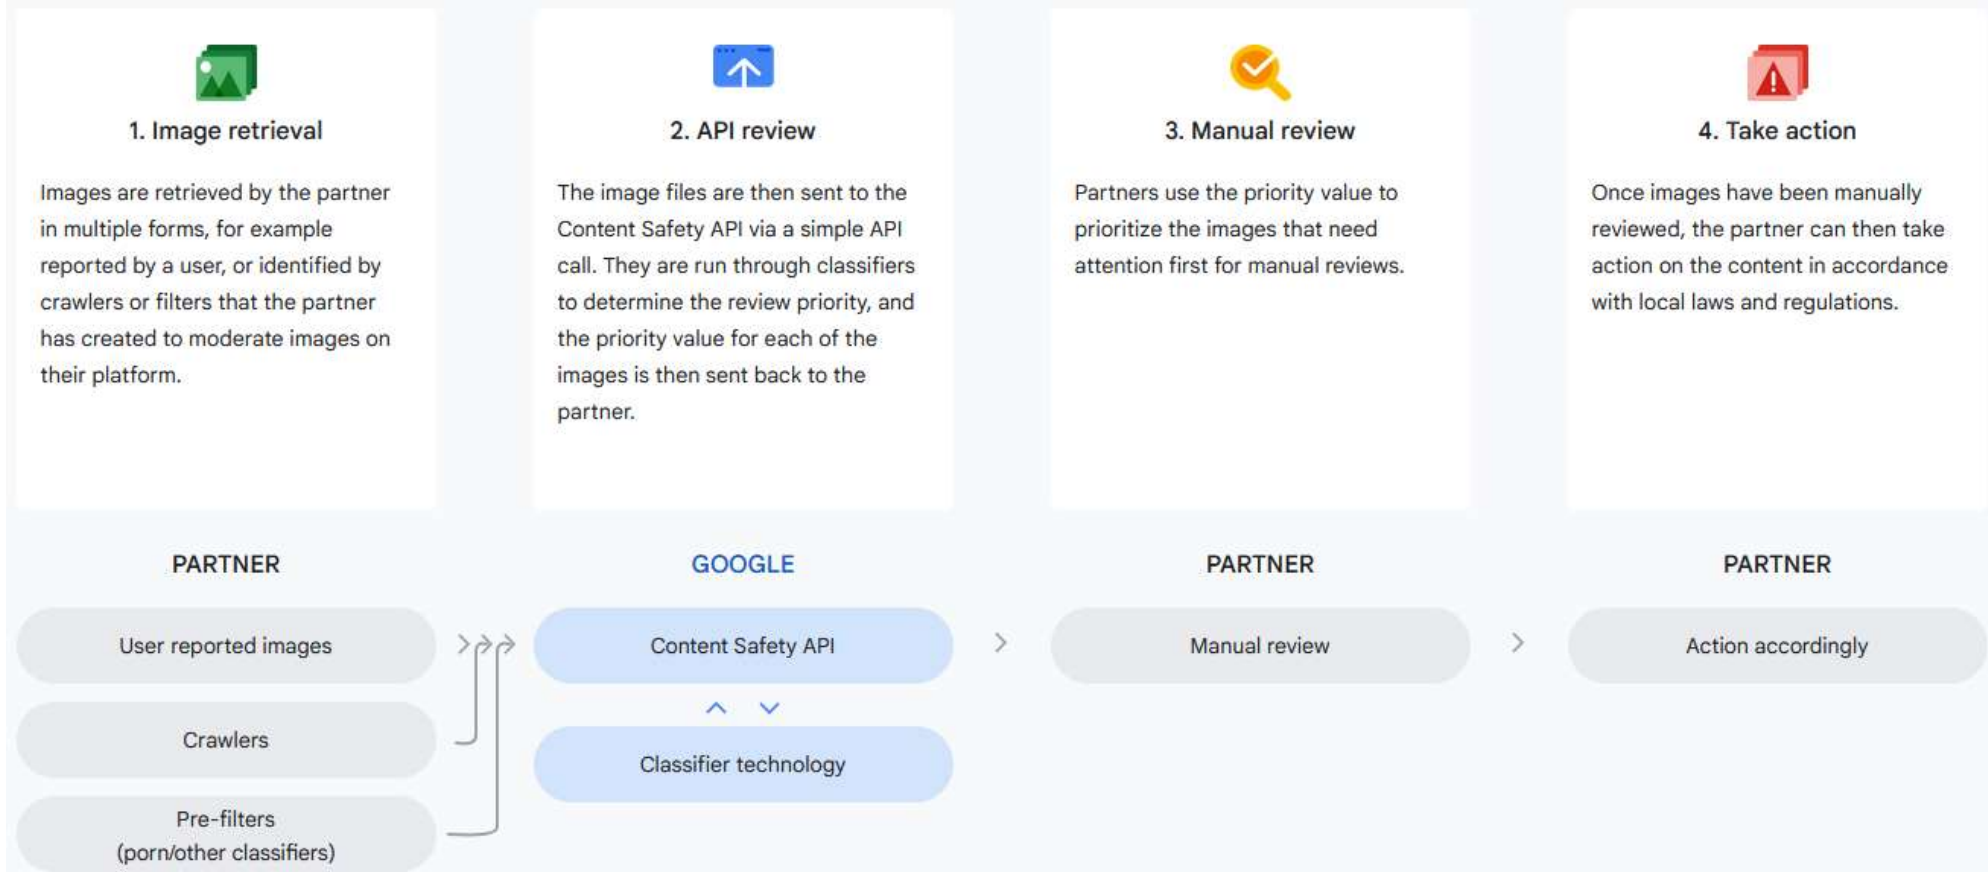 1. Image retrieval
Images are retrieved by the partner
in multiple forms, for example
reported by a user, or identified by
crawlers or filters that the partner
has created to moderate images on
their platform.
2. API review
The image files are then sent to the
Content Safety API via a simple API
call. They are run through classifiers
to determine the review priority, and
the priority value for each of the
images is then sent back to the
partner.
3. Manual review
Partners use the priority value to
prioritize the images that need
attention first for manual reviews.
4. Take action
Once images have been manually
reviewed, the partner can then take
action on the content in accordance
with local laws and regulations.
PARTNER
User reported images
Crawlers
Pre-filters
(porn/other classifiers)
GOOGLE
Content Safety API
Classifier technology
PARTNER
Manual review
PARTNER
Action accordingly